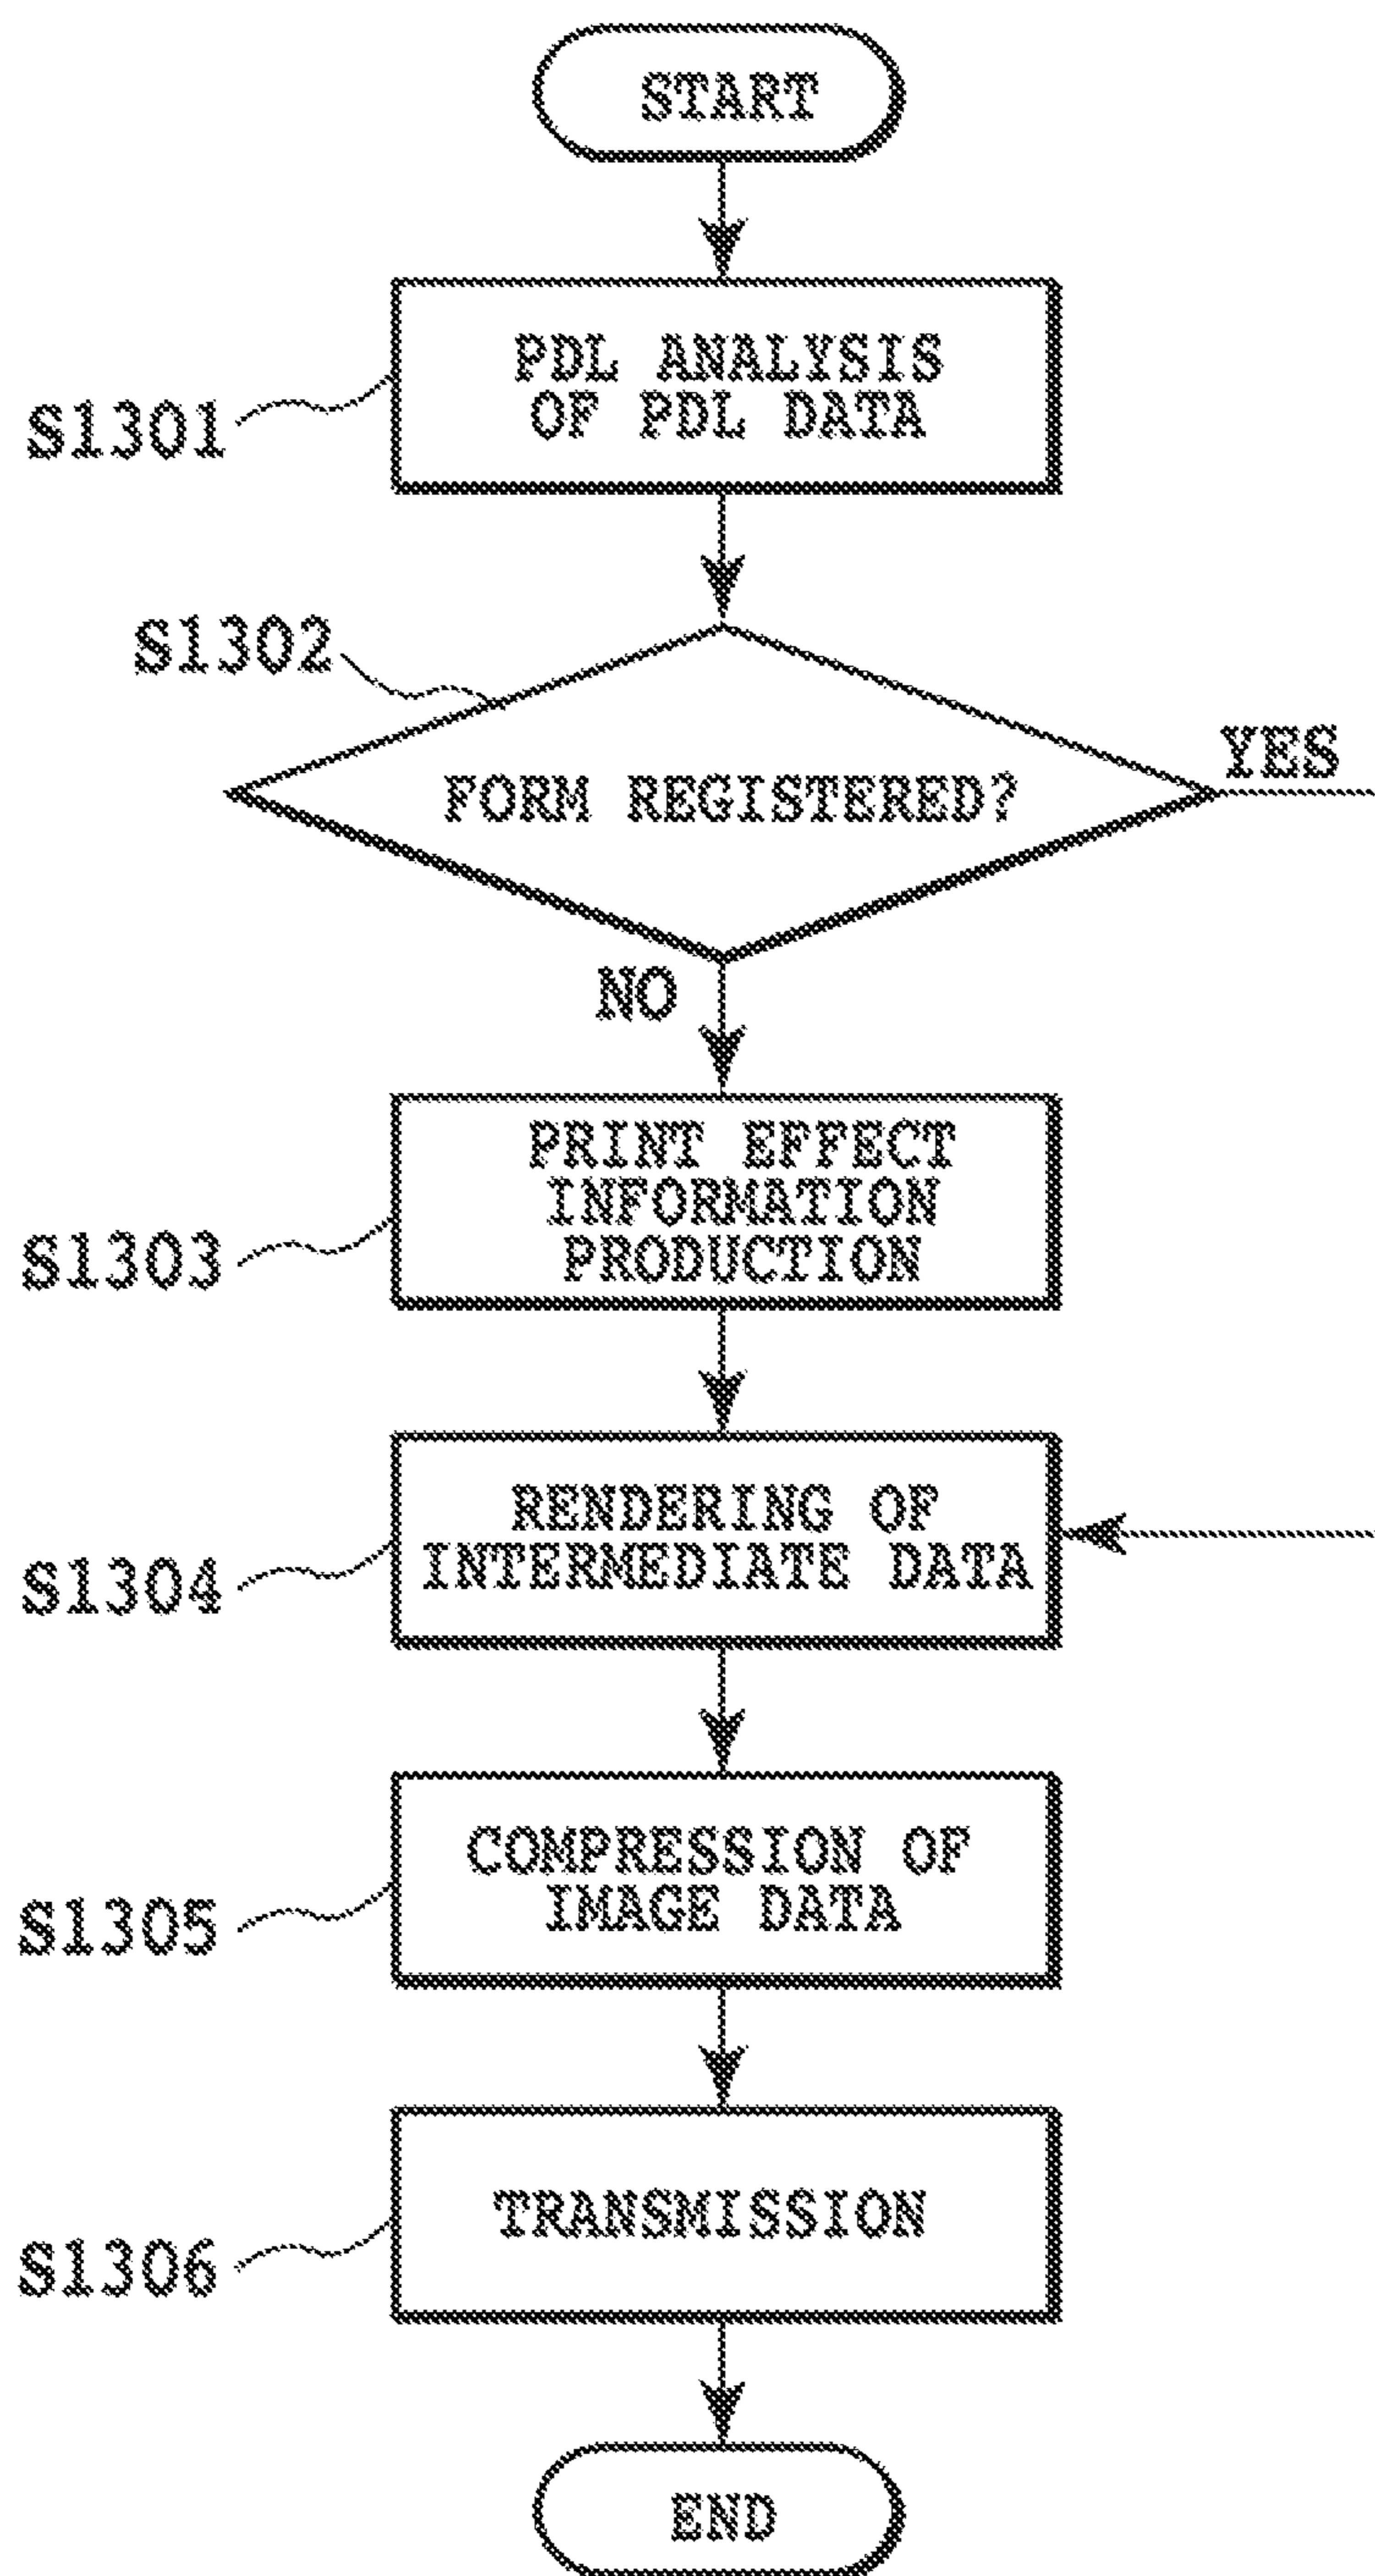 START
PDL ANALYSIS
OF PDL DATA
S1301
S1302
FORM REGISTERED?
YES
NO
PRINT EFFECT
INFORMATION
PRODUCTION
S1303
RENDERING OF
INTERMEDIATE DATA
S1304
COMPRESSION OF
IMAGE DATA
S1305
TRANSMISSION
S1306
END